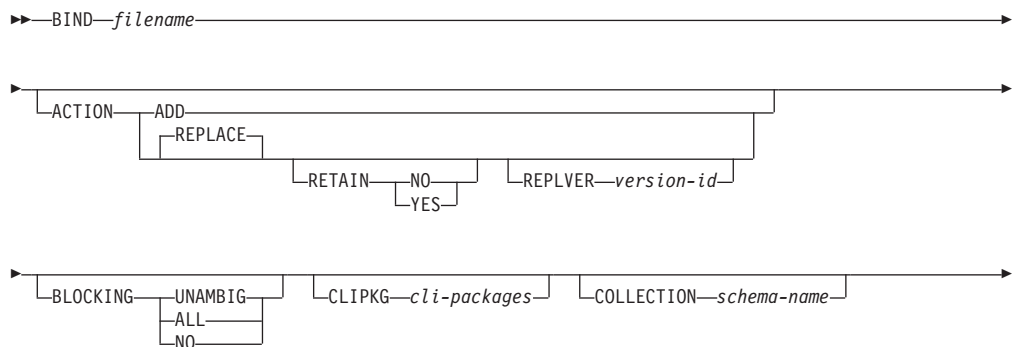 BIND filename
ACTION ADD
REPLACE
RETAIN NO REPLVER version-id
YES
BLOCKING UNAMBIG CLIPKG cli-packages COLLECTION schema-name
ALL
NO